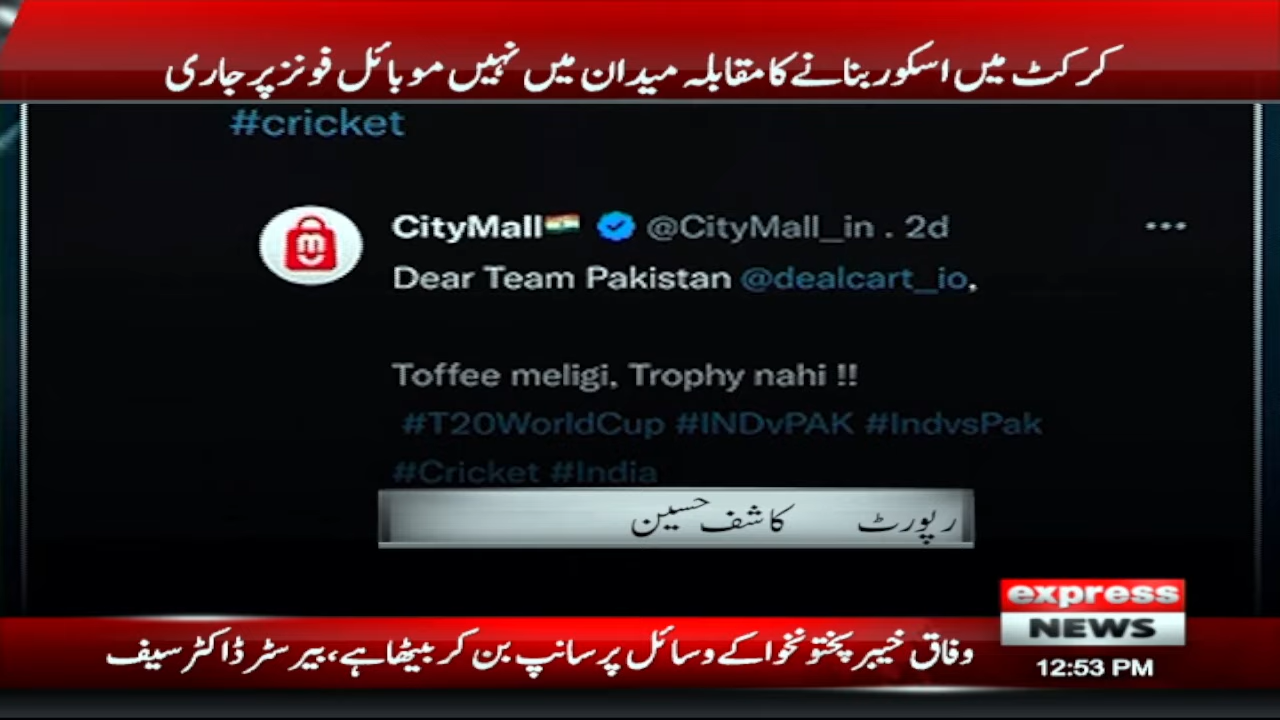 کرکٹ میں اسکور بنانے کا مقابلہ میدان میں نہیں موبائل فونز پر جاری
#cricket
CityMall @CityMall_in . 2d
Dear Team Pakistan @dealcart_io,
Toffee meligi, Trophy nahi !!
#T20WorldCup #INDvPAK #IndvsPak
#Cricket #India
رپورٹ کاشف حسین
express
NEWS
وفاق خیبر پختونخوا کے وسائل پر سانپ بن کر بیٹھا ہے، بیرسٹر ڈاکٹر سیف
12:53 PM